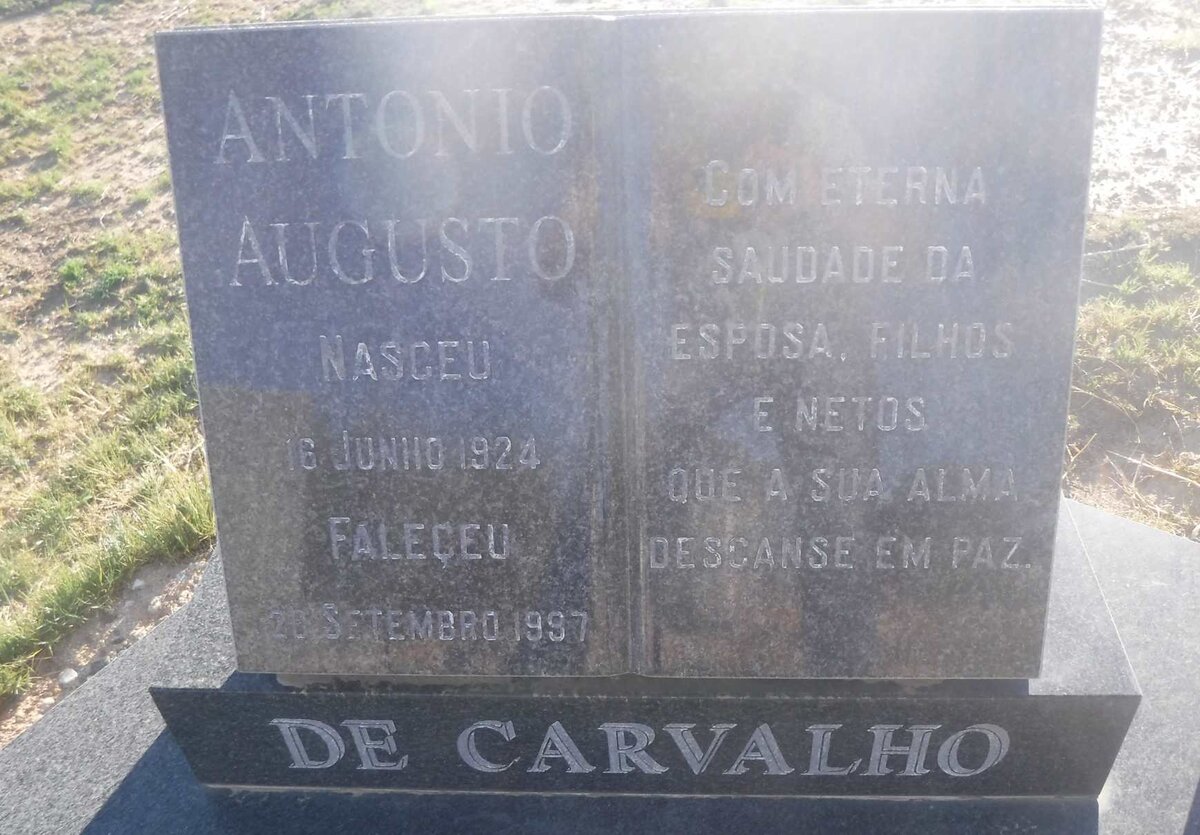 ANTONIO
AUGUSTO
NASCEU
16 JUNHO 1924
FALEÇEU
20 SETEMBRO 1997
COM ETERNA
SAUDADE DA
ESPOSA, FILHOS
E NETOS
QUE A SUA ALMA
DESCANSE EM PAZ.
DE CARVALHO